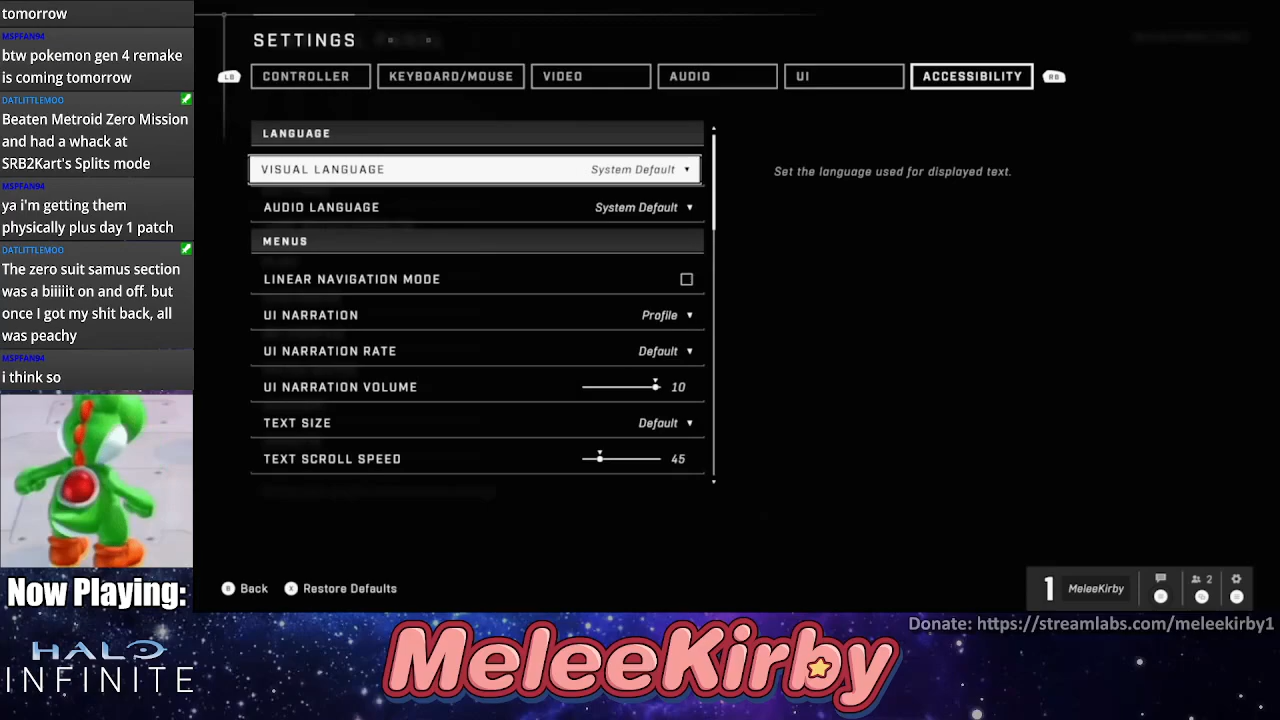 tomorrow
MSPFAN94
btw pokemon gen 4 remake
is coming tomorrow
DATLITTLEMOO
Beaten Metroid Zero Mission
and had a whack at
SRB2Kart's Splits mode
MSPFAN94
ya i'm getting them
physically plus day 1 patch
DATLITTLEMOO
The zero suit samus section
was a biiiit on and off. but
once I got my shit back, all
was peachy
MSPFAN94
i think so
Now Playing:
HALO
INFINITE
SETTINGS
LB CONTROLLER KEYBOARD/MOUSE VIDEO AUDIO UI ACCESSIBILITY RB
LANGUAGE
VISUAL LANGUAGE System Default
AUDIO LANGUAGE System Default
MENUS
LINEAR NAVIGATION MODE
UI NARRATION Profile
UI NARRATION RATE Default
UI NARRATION VOLUME 10
TEXT SIZE Default
TEXT SCROLL SPEED 45
Set the language used for displayed text.
B Back X Restore Defaults
1 MeleeKirby 2
Donate: https://streamlabs.com/meleekirby1
MeleeKirby